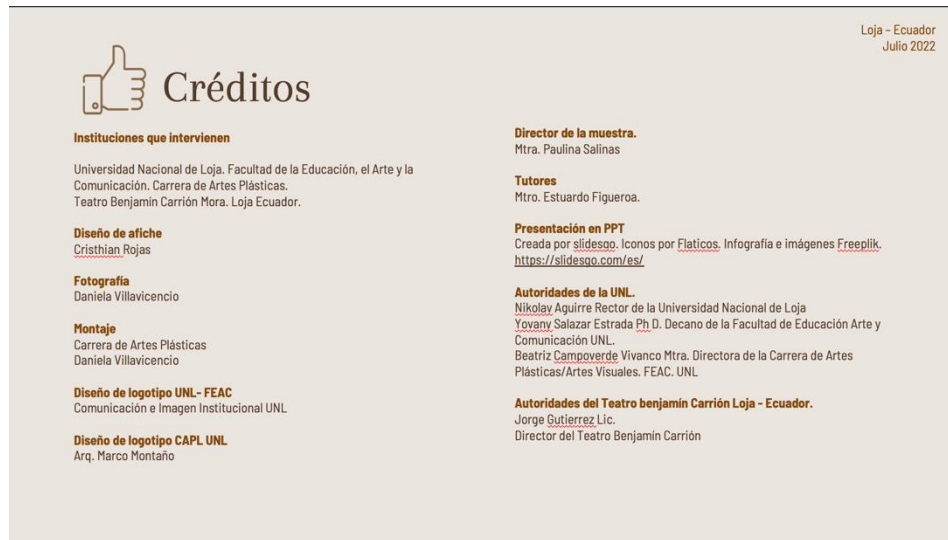 Loja – Ecuador
Julio 2022
Créditos
Instituciones que intervienen
Universidad Nacional de Loja. Facultad de la Educación, el Arte y la
Comunicación. Carrera de Artes Plásticas.
Teatro Benjamín Carrión Mora. Loja Ecuador.
Diseño de afiche
Cristhian Rojas
Fotografía
Daniela Villavicencio
Montaje
Carrera de Artes Plásticas
Daniela Villavicencio
Diseño de logotipo UNL- FEAC
Comunicación e Imagen Institucional UNL
Diseño de logotipo CAPL UNL
Arq. Marco Montaño
Director de la muestra.
Mtra. Paulina Salinas
Tutores
Mtro. Estuardo Figueroa.
Presentación en PPT
Creada por slidesgo. Iconos por Flaticos. Infografía e imágenes Freeplik.
https://slidesgo.com/es/
Autoridades de la UNL.
Nikolay Aguirre Rector de la Universidad Nacional de Loja
Yovany Salazar Estrada Ph D. Decano de la Facultad de Educación Arte y
Comunicación UNL.
Beatriz Campoverde Vivanco Mtra. Directora de la Carrera de Artes
Plásticas/Artes Visuales. FEAC. UNL
Autoridades del Teatro benjamín Carrión Loja - Ecuador.
Jorge Gutierrez Lic.
Director del Teatro Benjamín Carrión